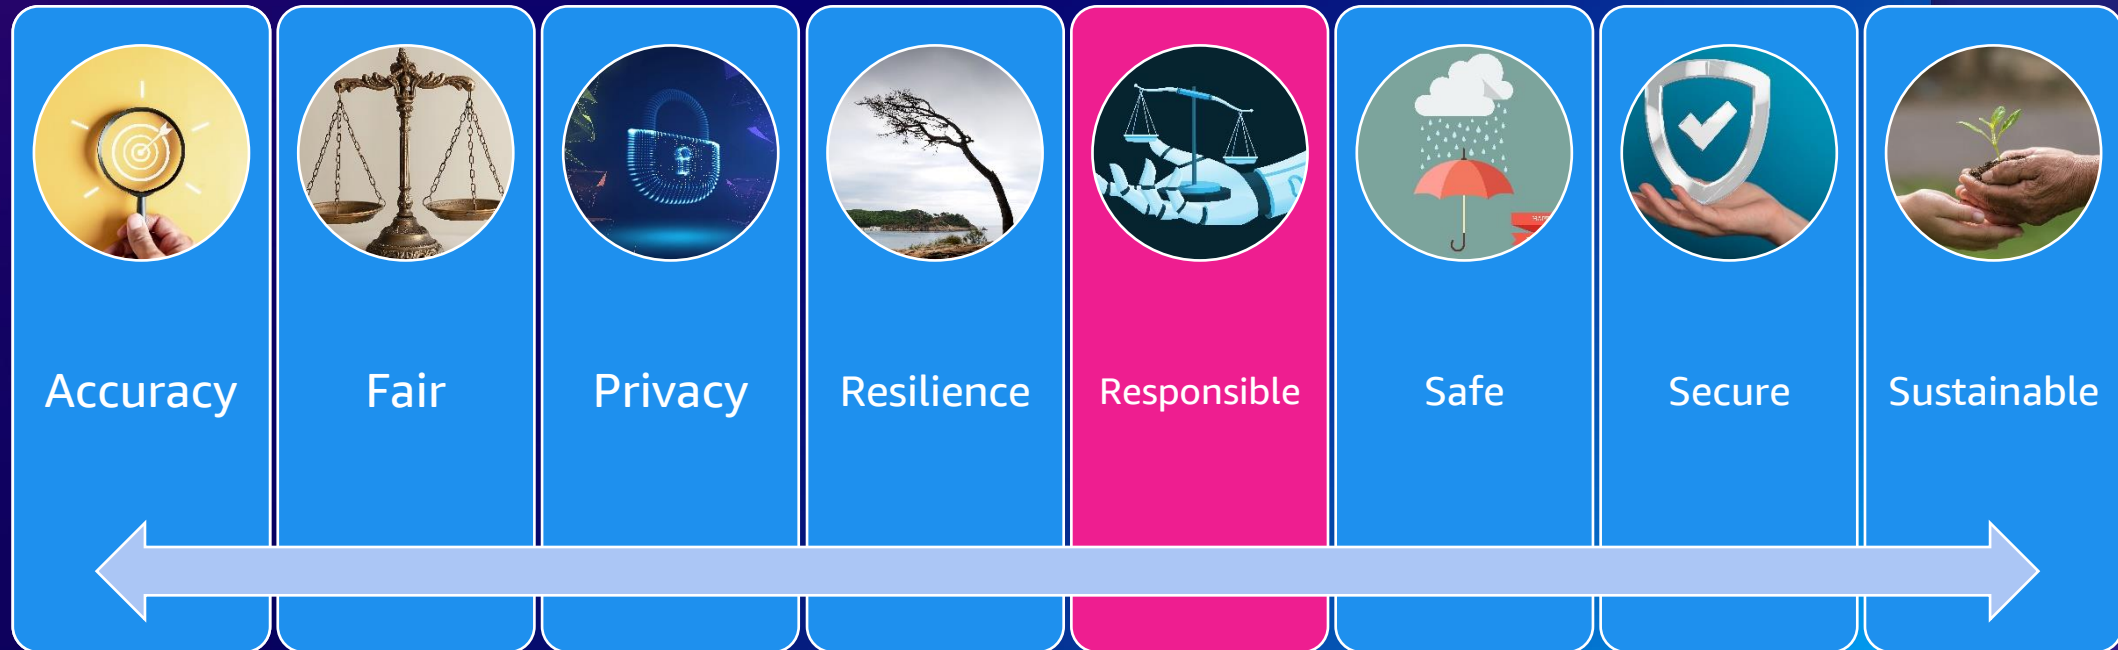 Accuracy
Fair
Privacy
Resilience
Responsible
Safe
Secure
Sustainable